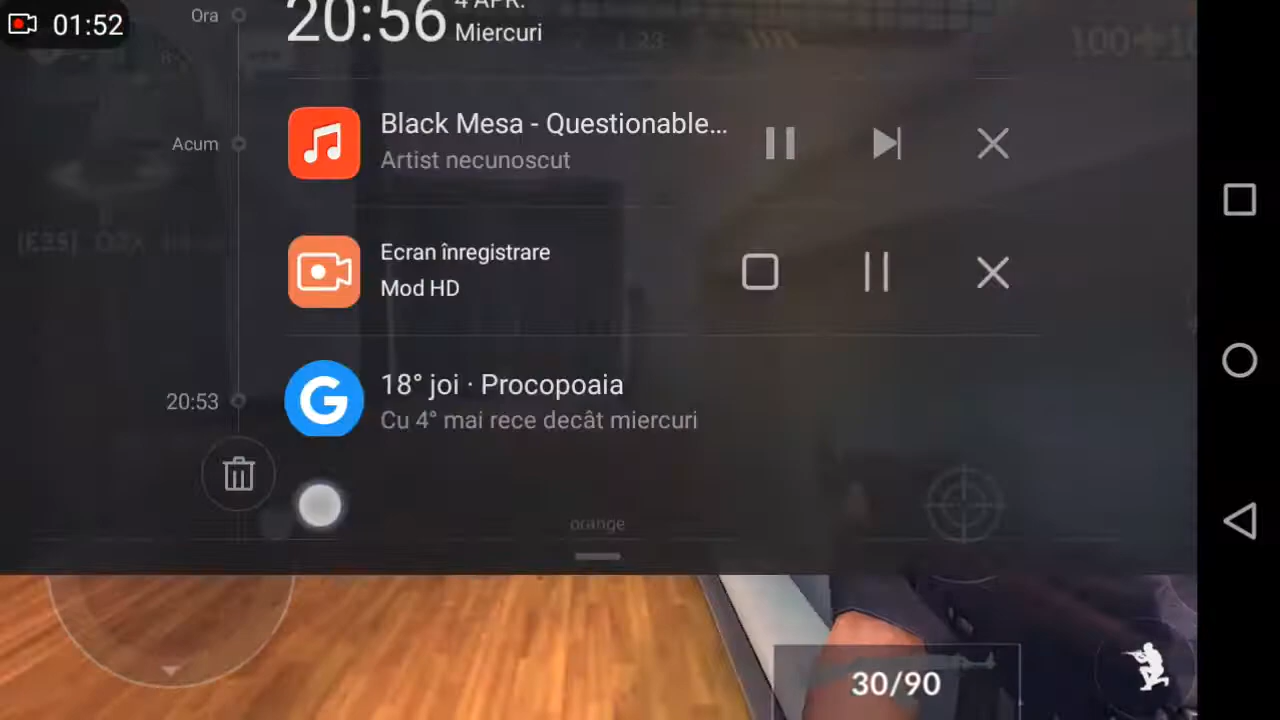 01:52
Ora
20:56
4 APR.
Miercuri
Acum
Black Mesa - Questionable...
Artist necunoscut
Ecran înregistrare
Mod HD
20:53
18° joi · Procopoaia
Cu 4° mai rece decât miercuri
orange
30/90